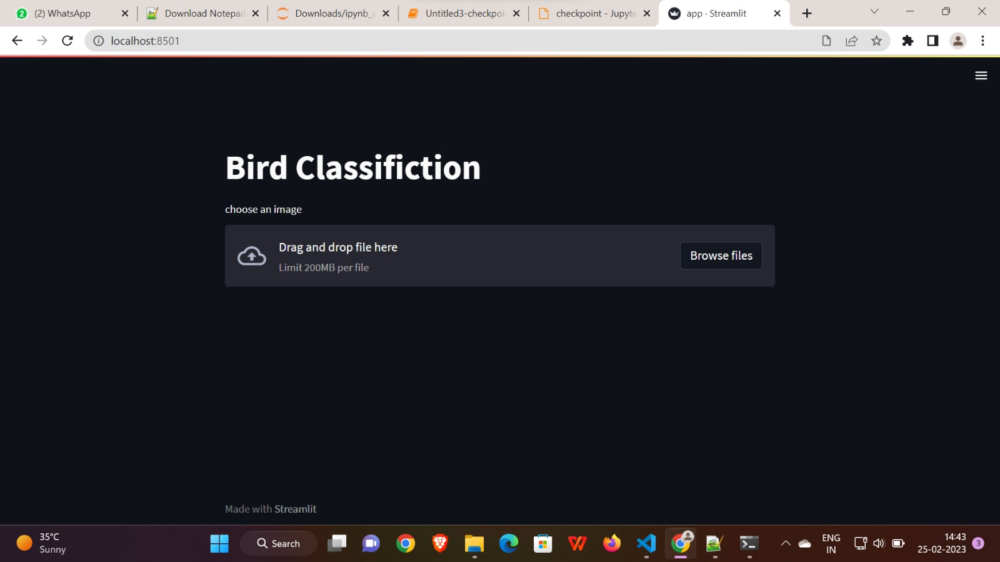 (2) WhatsApp
Download Notepad
Downloads/ipynb_c
Untitled3-checkpoi
checkpoint - Jupyte
app · Streamlit
localhost:8501
Bird Classifiction
choose an image
Drag and drop file here
Limit 200MB per file
Browse files
Made with Streamlit
35°C
Sunny
Search
ENG
IN
14:43
25-02-2023
3